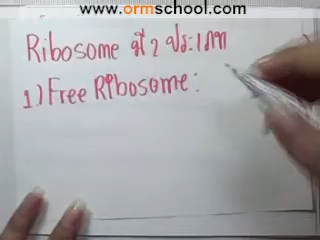 www.ormschool.com
Ribosome มี 2 ประเภท
1) Free Ribosome :